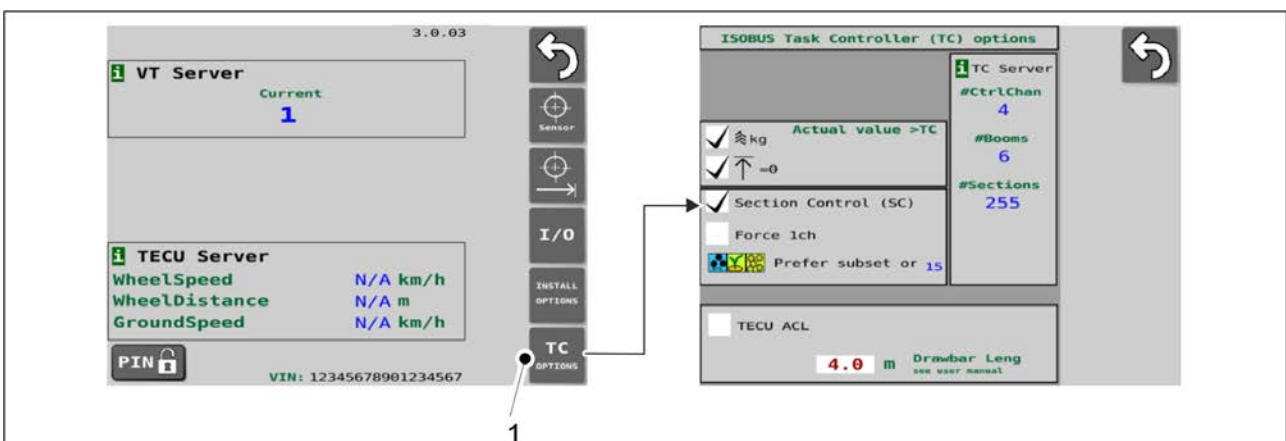 3.0.03
i VT Server
Current
1
Sensor
I/O
INSTALL
OPTIONS
TC
OPTIONS
i TECU Server
WheelSpeed N/A km/h
WheelDistance N/A m
GroundSpeed N/A km/h
PIN
VIN: 12345678901234567
1
ISOBUS Task Controller (TC) options
i TC Server
#CtrlChan
4
#Booms
6
#Sections
255
Actual value >TC
kg
=0
Section Control (SC)
Force 1ch
Prefer subset or 15
TECU ACL
4.0 m Drawbar Leng
see user manual